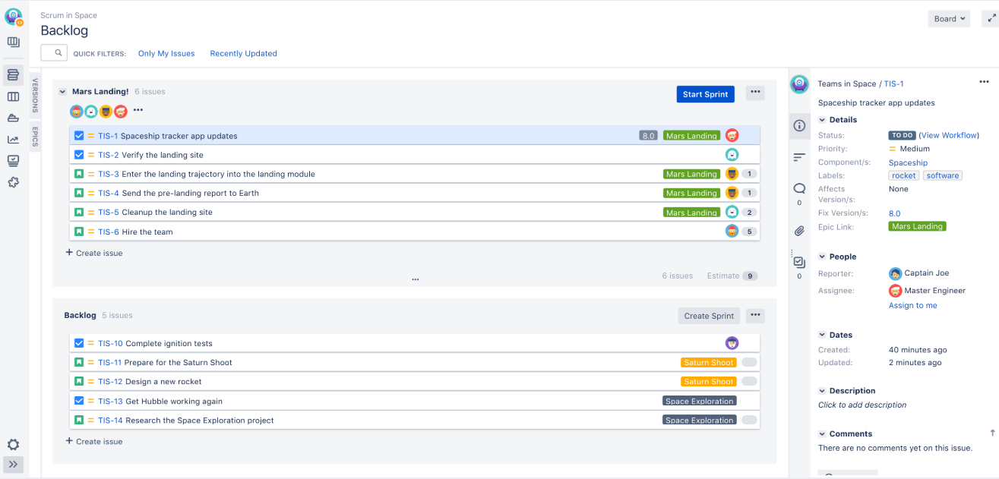 Scrum in Space
Backlog
Board
QUICK FILTERS: Only My Issues Recently Updated
VERSIONS
EPICS
Mars Landing! 6 issues
Start Sprint
TIS-1 Spaceship tracker app updates 8.0 Mars Landing
TIS-2 Verify the landing site
TIS-3 Enter the landing trajectory into the landing module Mars Landing 1
TIS-4 Send the pre-landing report to Earth Mars Landing 1
TIS-5 Cleanup the landing site Mars Landing 2
TIS-6 Hire the team 5
+ Create issue
6 issues Estimate 9
Backlog 5 issues
Create Sprint
TIS-10 Complete ignition tests
TIS-11 Prepare for the Saturn Shoot Saturn Shoot
TIS-12 Design a new rocket Saturn Shoot
TIS-13 Get Hubble working again Space Exploration
TIS-14 Research the Space Exploration project Space Exploration
+ Create issue
0
0
Teams in Space / TIS-1
Spaceship tracker app updates
Details
Status: TO DO (View Workflow)
Priority: Medium
Component/s: Spaceship
Labels: rocket software
Affects None
Version/s:
Fix Version/s: 8.0
Epic Link: Mars Landing
People
Reporter: Captain Joe
Assignee: Master Engineer
Assign to me
Dates
Created: 40 minutes ago
Updated: 2 minutes ago
Description
Click to add description
Comments
There are no comments yet on this issue.